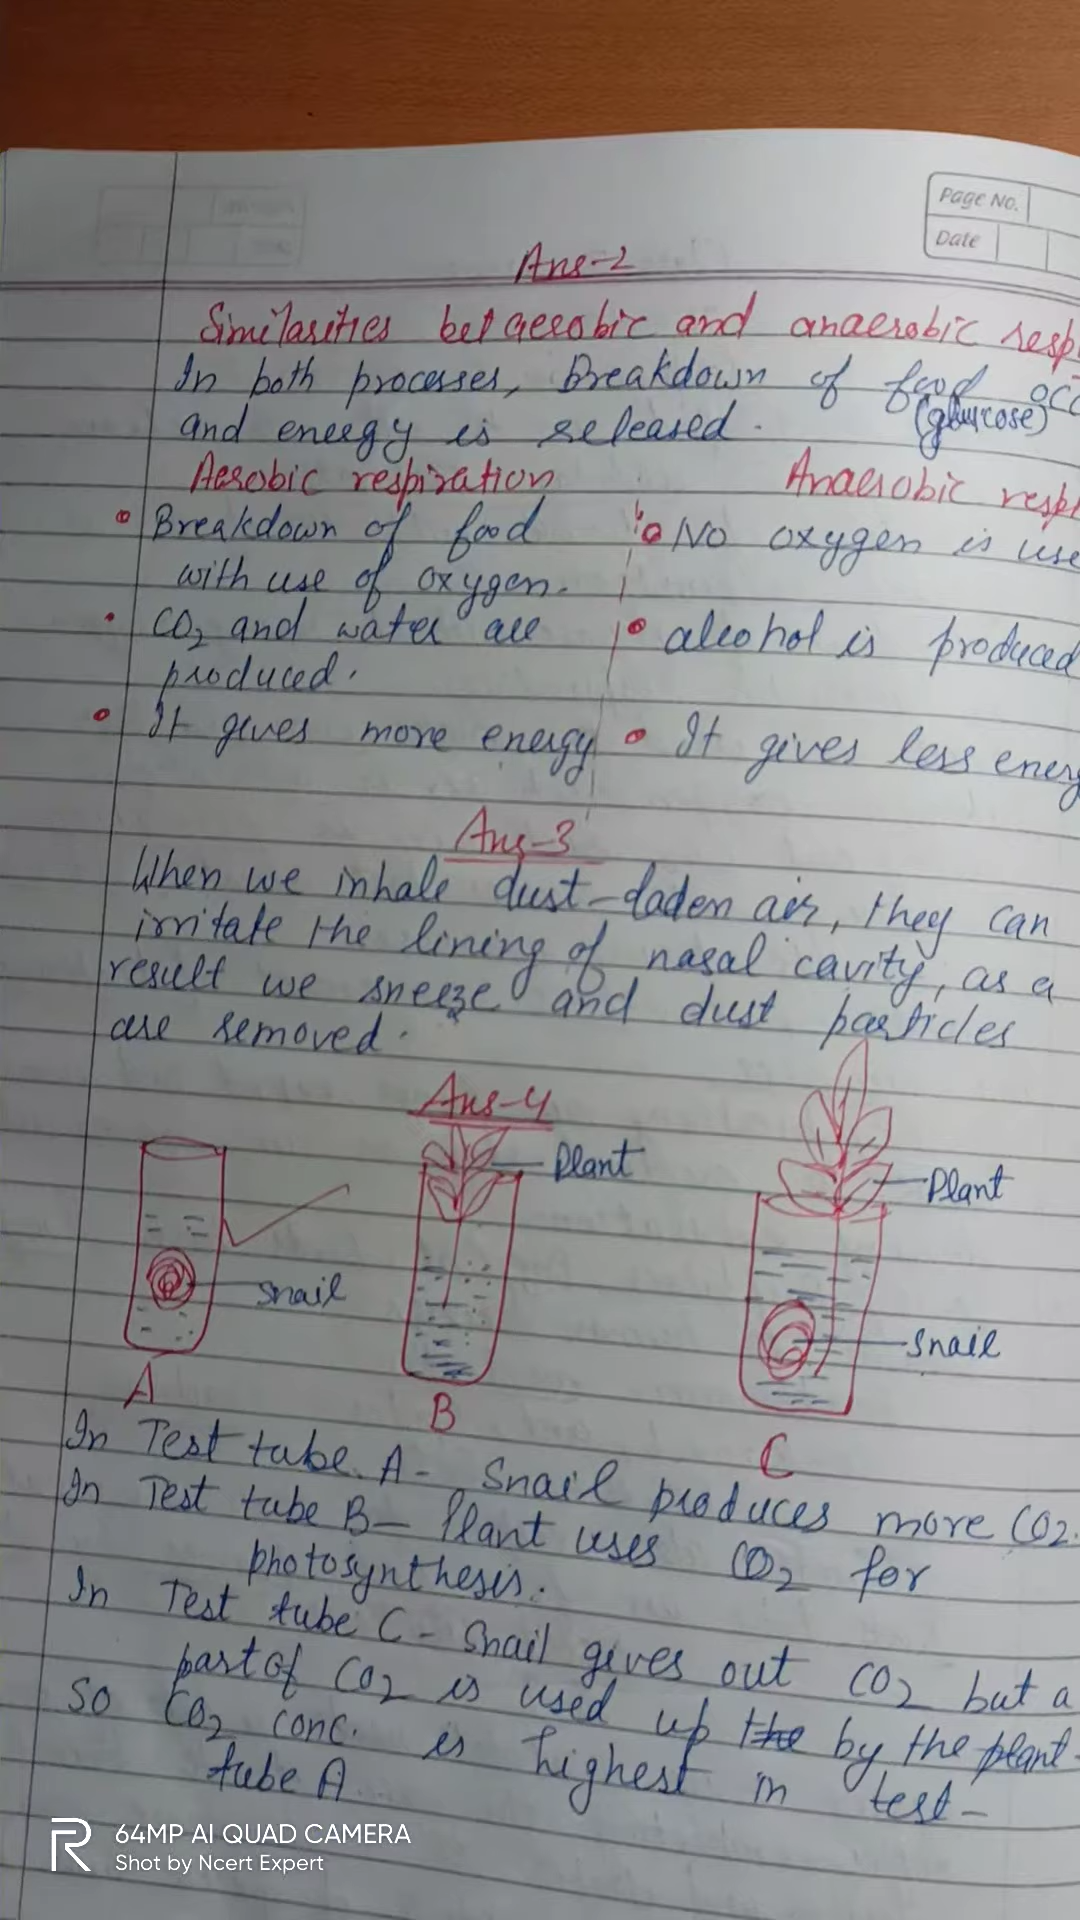 Page No.
Date
Ans-2
Similarities bet aerobic and anaerobic resp
In both processes, Breakdown of food occ
(glucose)
and energy is released.
Aerobic respiration
Anaerobic resp
Breakdown of food
with use of oxygen.
No oxygen is use
CO2 and water are
produced.
alcohol is produced
It gives more energy
It gives less energ
Ans-3
When we inhale dust-laden air, they can
irritate the lining of nasal cavity, as a
result we sneeze and dust particles
are removed.
Ans-4
Plant
Plant
Snail
Snail
A
B
C
In Test tube A- Snail produces more CO2.
In Test tube B- Plant uses CO2 for
photosynthesis.
In Test tube C- Snail gives out CO2 but a
part of CO2 is used up the by the plant
So CO2 conc. is highest in test-
tube A
64MP AI QUAD CAMERA
Shot by Ncert Expert